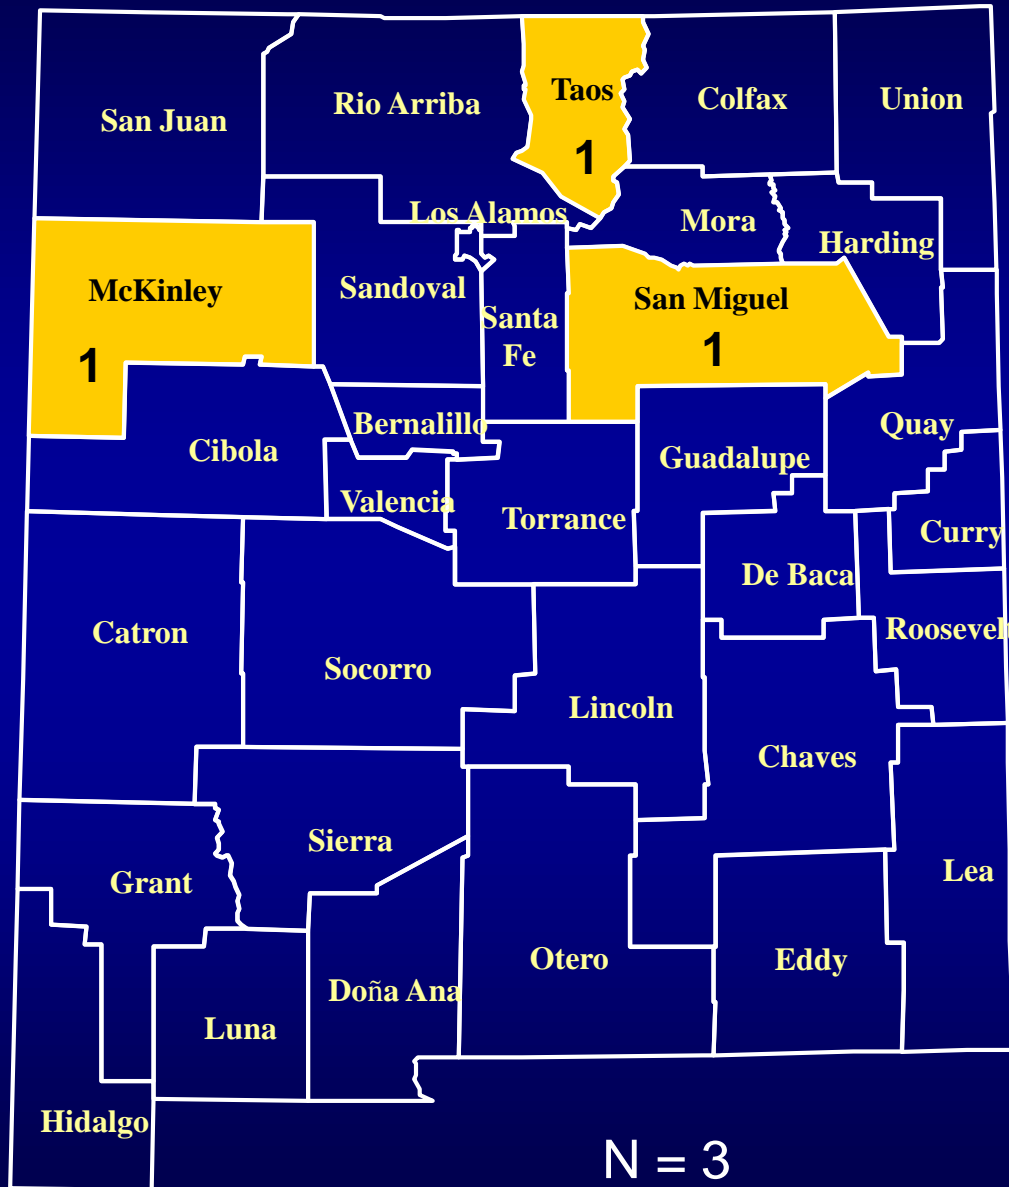 Taos
Colfax
Union
Rio Arriba
San Juan
1
Los Alamos
Mora
Harding
McKinley
Sandoval
San Miguel
Santa
Fe
1
1
Bernalillo
Quay
Cibola
Guadalupe
Valencia
Torrance
Curry
De Baca
Catron
Roosevelt
Socorro
Lincoln
Chaves
Sierra
Lea
Grant
Otero
Eddy
Doña Ana
Luna
Hidalgo
N = 3